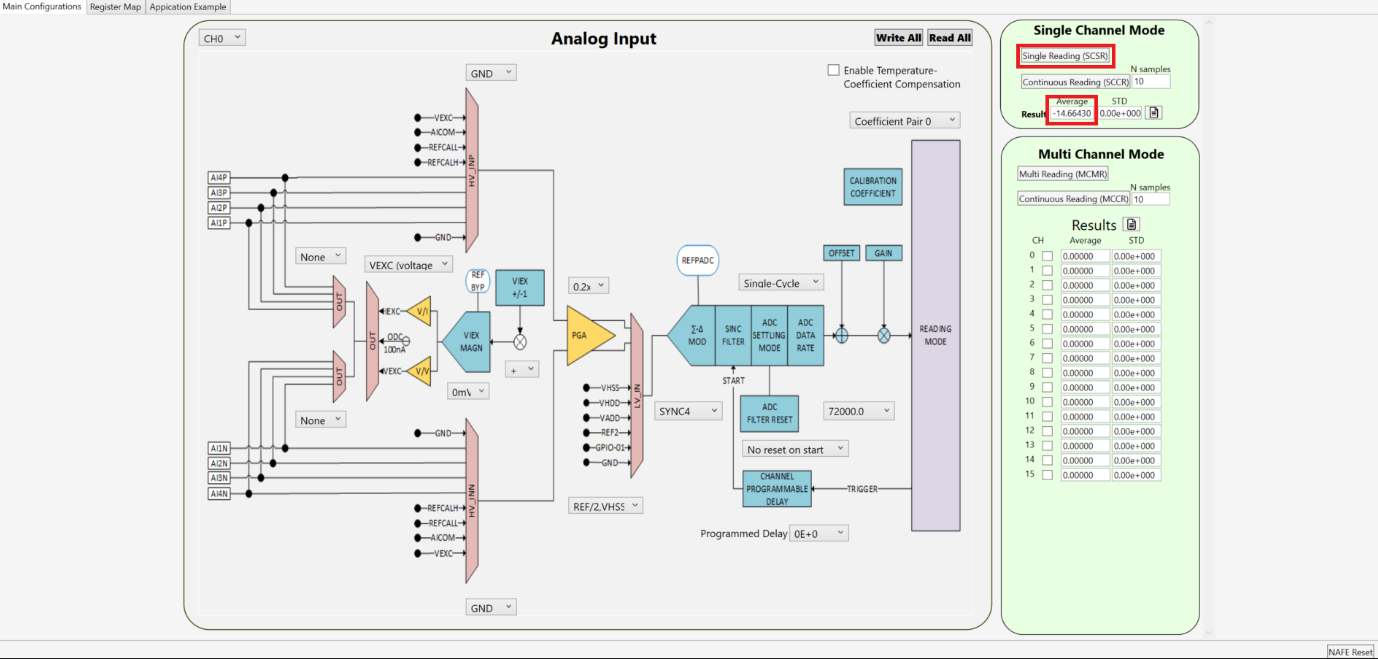 Main Configurations Register Map Appication Example
CH0
Analog Input
Write All Read All
GND
Enable Temperature-
Coefficient Compensation
Coefficient Pair 0
VEXC
AICOM
REFCALL
REFCALH
HV_INP
GND
AI4P
AI3P
AI2P
AI1P
CALIBRATION
COEFFICIENT
None
VEXC (voltage
REF
BYP
VIEX
+/-1
0.2x
REFPADC
Single-Cycle
OFFSET
GAIN
OUT
OUT
IEXC
V/I
ODC
100nA
VEXC
V/V
VIEX
MAGN
+
0mV
PGA
LV_IN
Σ-Δ
MOD
SINC
FILTER
ADC
SETTLING
MODE
ADC
DATA
RATE
READING
MODE
START
OUT
None
VHSS
VHDD
VADD
REF2
GPIO-01
GND
SYNC4
ADC
FILTER RESET
72000.0
No reset on start
CHANNEL
PROGRAMMABLE
DELAY
TRIGGER
REF/2,VHSS
Programmed Delay 0E+0
AI1N
AI2N
AI3N
AI4N
GND
HV_INN
REFCALH
REFCALL
AICOM
VEXC
GND
Single Channel Mode
Single Reading (SCSR)
N samples
Continuous Reading (SCCR) 10
Average STD
Result -14.66430 0.00e+000
Multi Channel Mode
Multi Reading (MCMR)
N samples
Continuous Reading (MCCR) 10
Results
CH Average STD
0 0.00000 0.00e+000
1 0.00000 0.00e+000
2 0.00000 0.00e+000
3 0.00000 0.00e+000
4 0.00000 0.00e+000
5 0.00000 0.00e+000
6 0.00000 0.00e+000
7 0.00000 0.00e+000
8 0.00000 0.00e+000
9 0.00000 0.00e+000
10 0.00000 0.00e+000
11 0.00000 0.00e+000
12 0.00000 0.00e+000
13 0.00000 0.00e+000
14 0.00000 0.00e+000
15 0.00000 0.00e+000
NAFE Reset